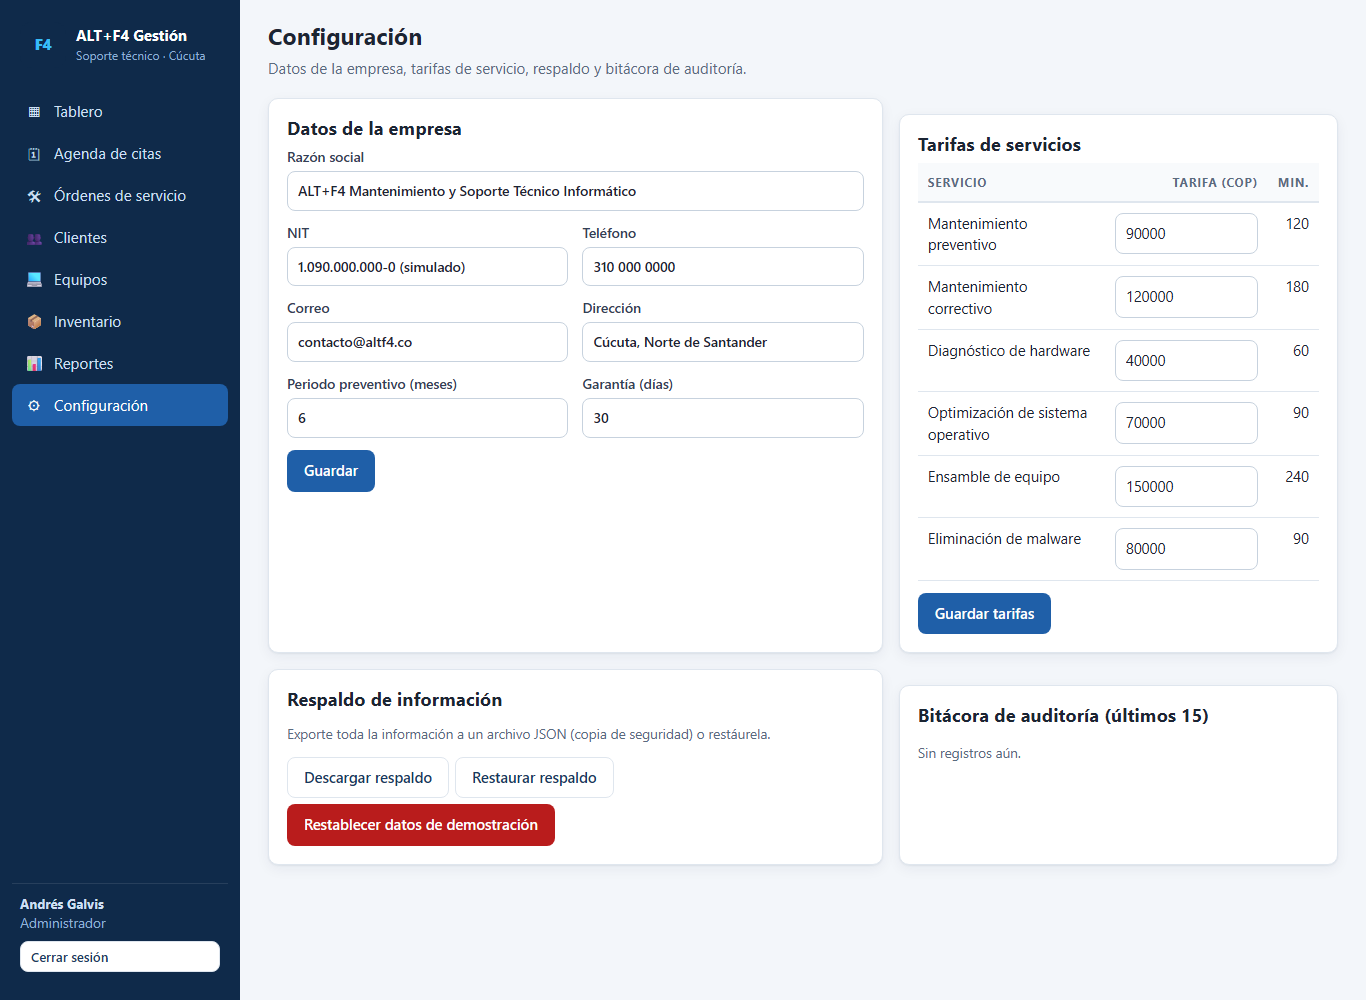 F4
ALT+F4 Gestión
Soporte técnico · Cúcuta
Tablero
Agenda de citas
Órdenes de servicio
Clientes
Equipos
Inventario
Reportes
Configuración
Andrés Galvis
Administrador
Cerrar sesión
Configuración
Datos de la empresa, tarifas de servicio, respaldo y bitácora de auditoría.
Datos de la empresa
Razón social
ALT+F4 Mantenimiento y Soporte Técnico Informático
NIT
Teléfono
1.090.000.000-0 (simulado)
310 000 0000
Correo
Dirección
contacto@altf4.co
Cúcuta, Norte de Santander
Periodo preventivo (meses)
Garantía (días)
6
30
Guardar
Tarifas de servicios
SERVICIO TARIFA (COP) MIN.
Mantenimiento
preventivo
90000
120
Mantenimiento
correctivo
120000
180
Diagnóstico de hardware
40000
60
Optimización de sistema
operativo
70000
90
Ensamble de equipo
150000
240
Eliminación de malware
80000
90
Guardar tarifas
Respaldo de información
Exporte toda la información a un archivo JSON (copia de seguridad) o restáurela.
Descargar respaldo
Restaurar respaldo
Restablecer datos de demostración
Bitácora de auditoría (últimos 15)
Sin registros aún.